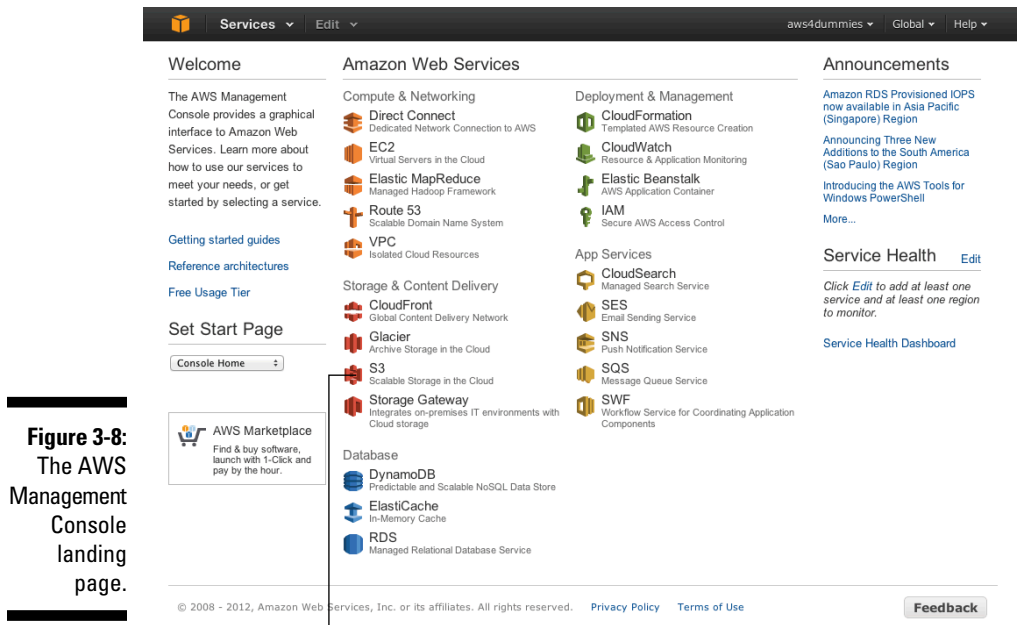 Services Edit aws4dummies Global Help
Welcome
The AWS Management
Console provides a graphical
interface to Amazon Web
Services. Learn more about
how to use our services to
meet your needs, or get
started by selecting a service.
Getting started guides
Reference architectures
Free Usage Tier
Set Start Page
Console Home
AWS Marketplace
Find & buy software,
launch with 1-Click and
pay by the hour.
Amazon Web Services
Compute & Networking
Direct Connect
Dedicated Network Connection to AWS
EC2
Virtual Servers in the Cloud
Elastic MapReduce
Managed Hadoop Framework
Route 53
Scalable Domain Name System
VPC
Isolated Cloud Resources
Storage & Content Delivery
CloudFront
Global Content Delivery Network
Glacier
Archive Storage in the Cloud
S3
Scalable Storage in the Cloud
Storage Gateway
Integrates on-premises IT environments with
Cloud storage
Database
DynamoDB
Predictable and Scalable NoSQL Data Store
ElastiCache
In-Memory Cache
RDS
Managed Relational Database Service
Deployment & Management
CloudFormation
Templated AWS Resource Creation
CloudWatch
Resource & Application Monitoring
Elastic Beanstalk
AWS Application Container
IAM
Secure AWS Access Control
App Services
CloudSearch
Managed Search Service
SES
Email Sending Service
SNS
Push Notification Service
SQS
Message Queue Service
SWF
Workflow Service for Coordinating Application
Components
Announcements
Amazon RDS Provisioned IOPS
now available in Asia Pacific
(Singapore) Region
Announcing Three New
Additions to the South America
(Sao Paulo) Region
Introducing the AWS Tools for
Windows PowerShell
More...
Service Health Edit
Click Edit to add at least one
service and at least one region
to monitor.
Service Health Dashboard
© 2008 - 2012, Amazon Web Services, Inc. or its affiliates. All rights reserved. Privacy Policy Terms of Use Feedback
Figure 3-8:
The AWS
Management
Console
landing
page.